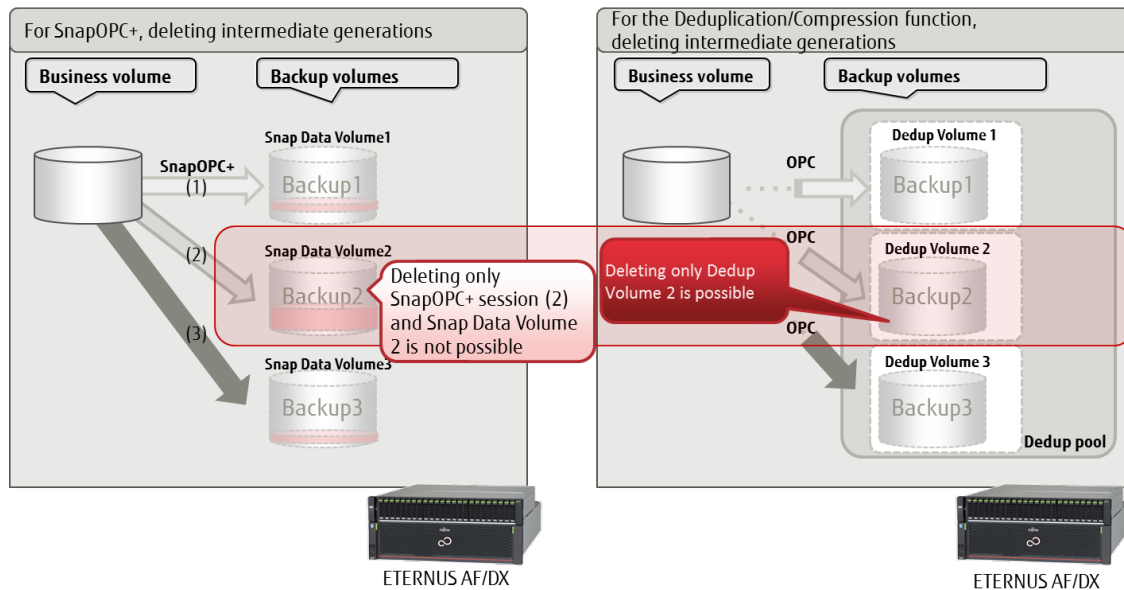 For SnapOPC+, deleting intermediate generations
Business volume
Backup volumes
Snap Data Volume1
SnapOPC+
(1)
Backup1
(2)
Snap Data Volume2
Backup2
Deleting only
SnapOPC+ session (2)
and Snap Data Volume
2 is not possible
(3)
Snap Data Volume3
Backup3
FUJITSU
ETERNUS AF/DX
For the Deduplication/Compression function,
deleting intermediate generations
Business volume
Backup volumes
Dedup Volume 1
OPC
Backup1
OPC
Dedup Volume 2
Deleting only Dedup
Volume 2 is possible
Backup2
OPC
Dedup Volume 3
Backup3
Dedup pool
FUJITSU
ETERNUS AF/DX